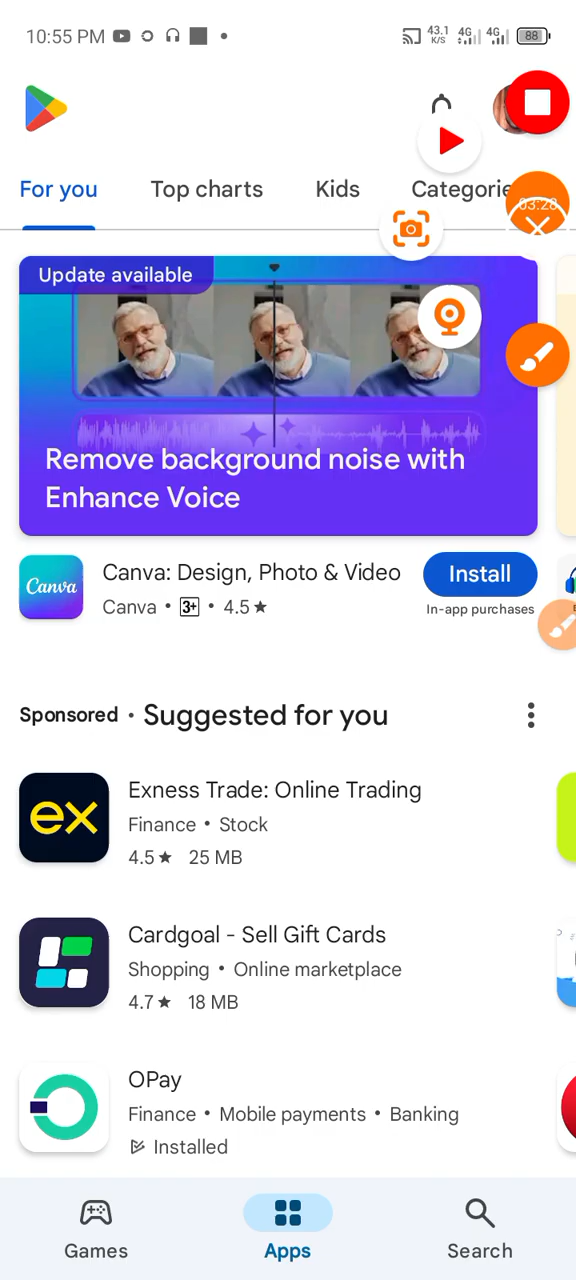 10:55 PM
43.1
K/S
4G
4G
88
03:28
For you
Top charts
Kids
Categorie
Update available
Remove background noise with
Enhance Voice
Canva
Canva: Design, Photo & Video
Canva • 3+ • 4.5★
Install
In-app purchases
Sponsored • Suggested for you
ex
Exness Trade: Online Trading
Finance • Stock
4.5★ 25 MB
Cardgoal - Sell Gift Cards
Shopping • Online marketplace
4.7★ 18 MB
OPay
Finance • Mobile payments • Banking
Installed
Games
Apps
Search